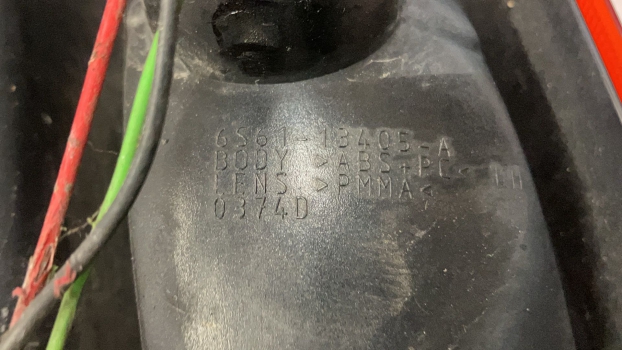 6S61-13405-A
BODY >ABS+PC<
LENS >PMMA<
0374D